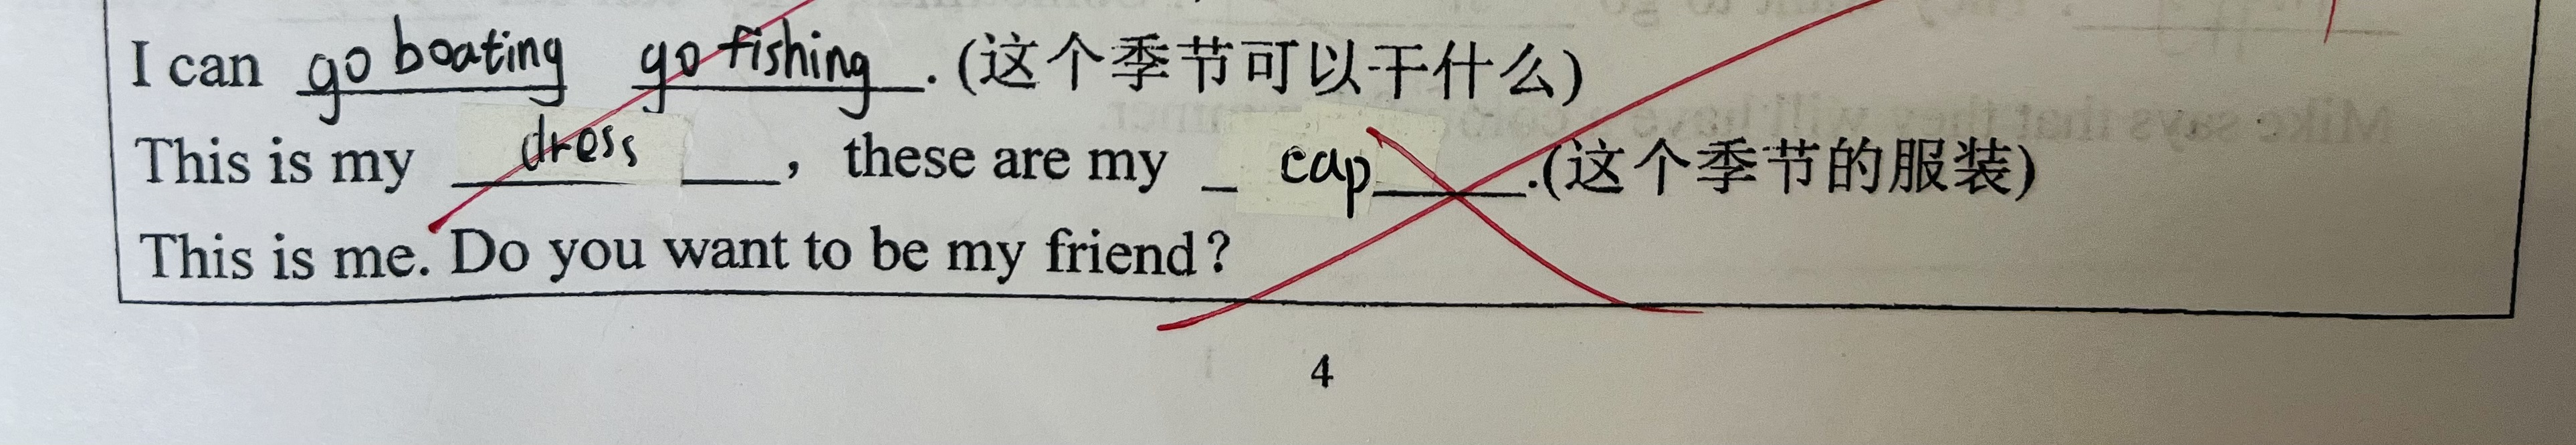 I can go boating go fishing. (这个季节可以干什么)
This is my dress, these are my cap.(这个季节的服装)
This is me. Do you want to be my friend?
4